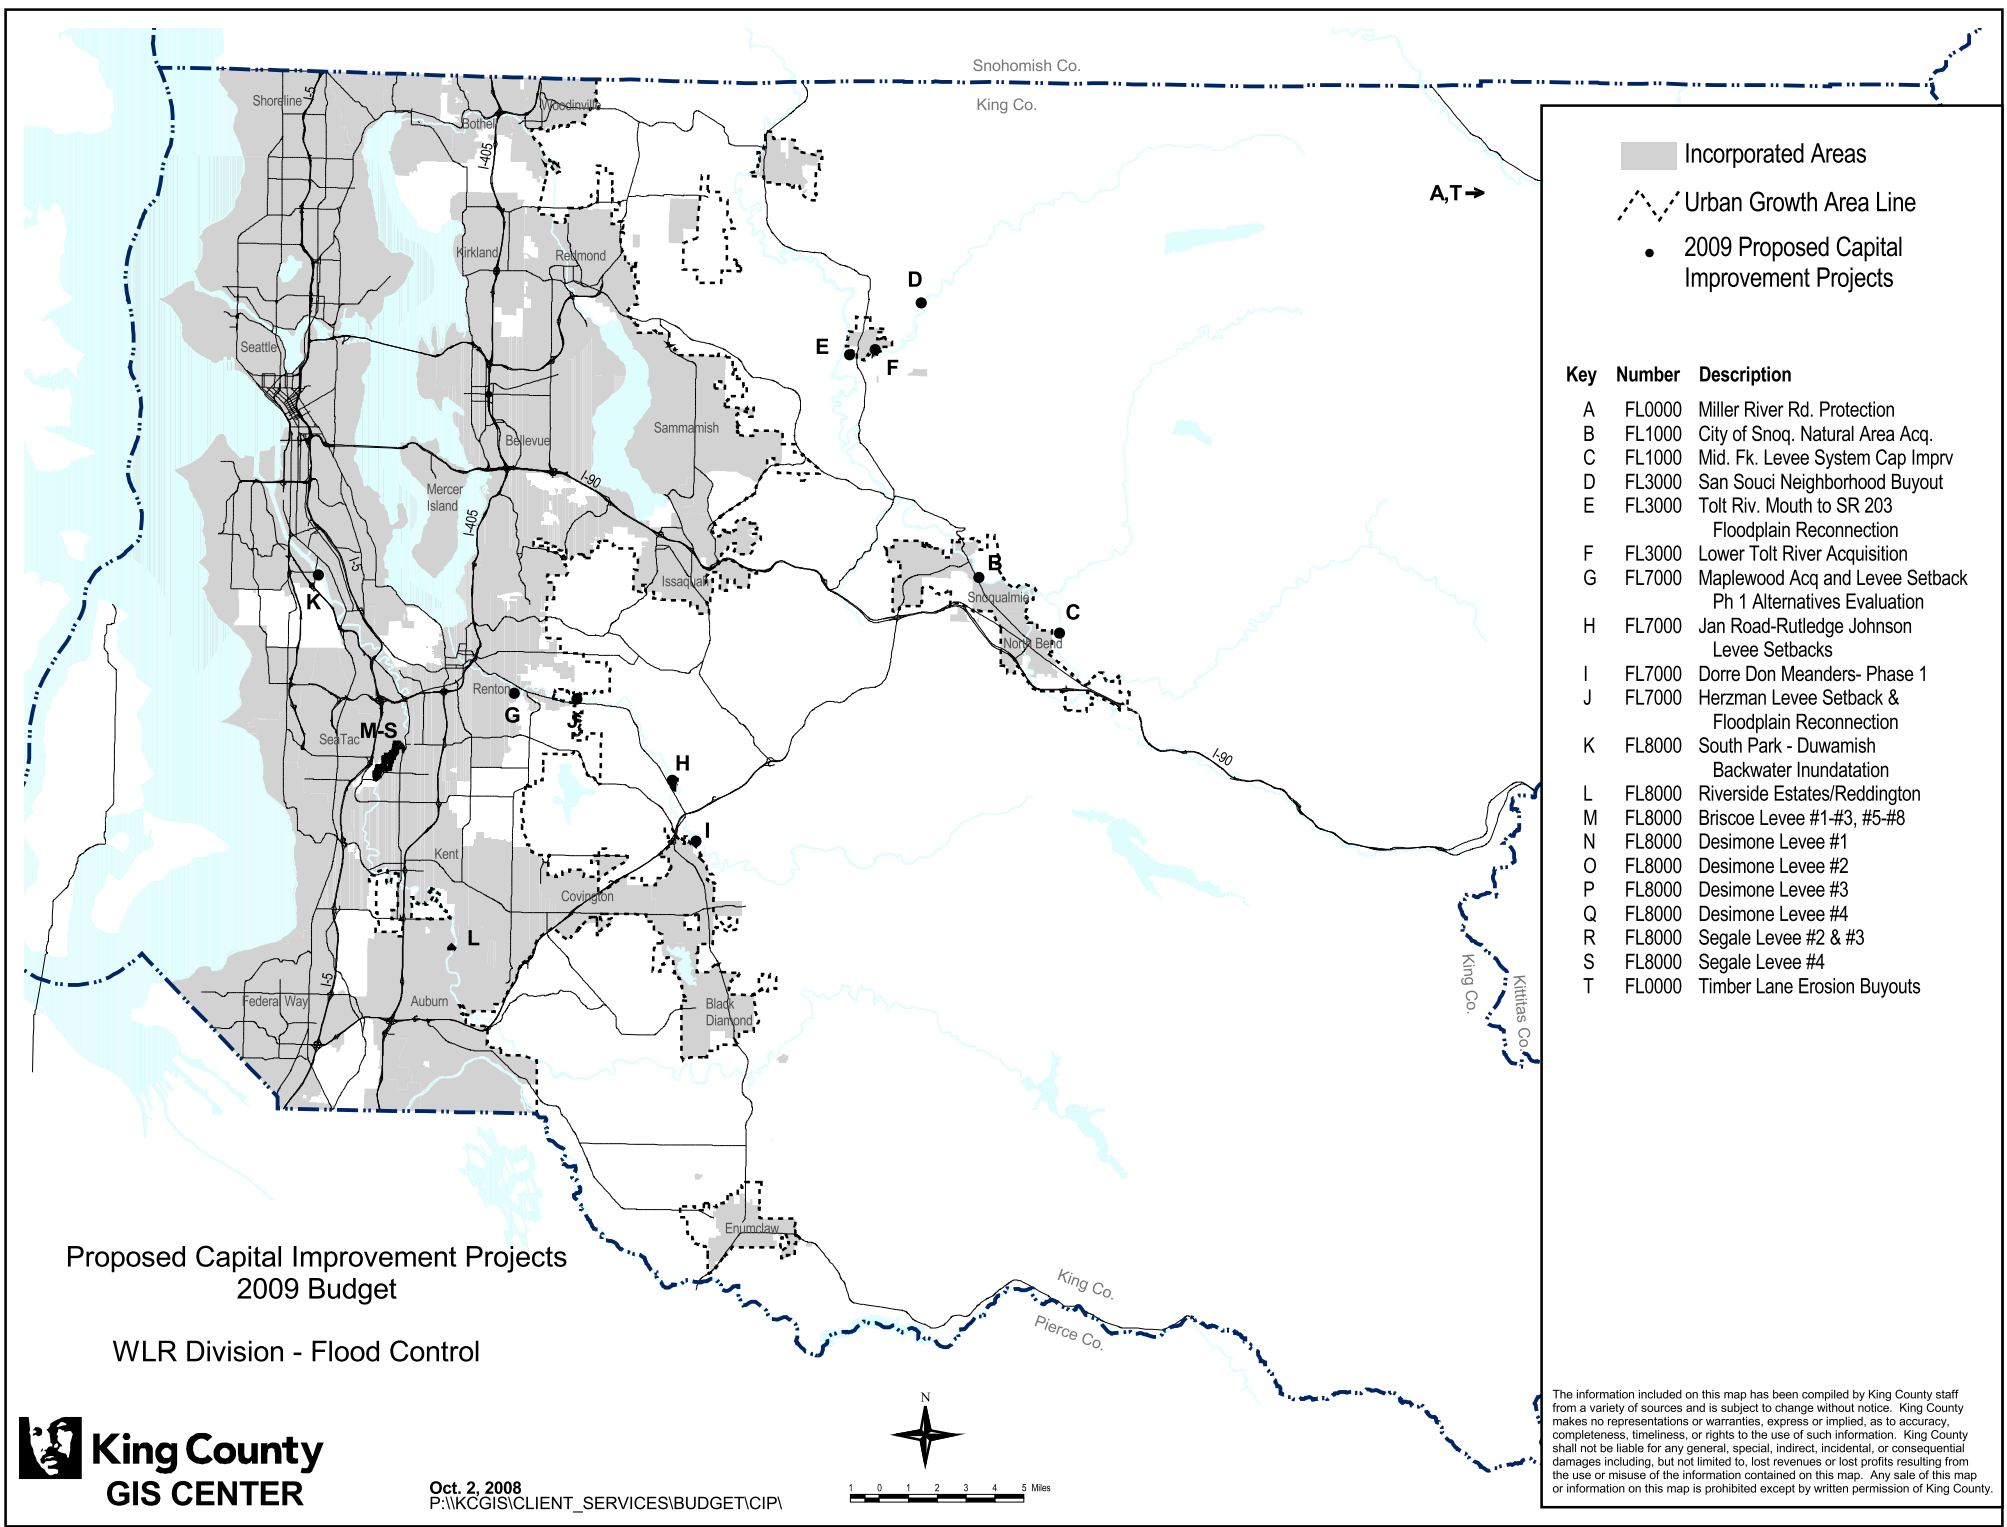 Snohomish Co.
King Co.
Shoreline
I-5
Bothell
Woodinville
I-405
A,T
Kirkland
Redmond
D
Seattle
E
F
Sammamish
Bellevue
I-90
Mercer
Island
I-405
I-5
Issaquah
B
Snoqualmie
K
C
North Bend
Renton
G
J
M-S
SeaTac
H
I-90
I
Kent
Covington
L
I-5
Federal Way
Auburn
Black
Diamond
King Co.
Kittitas Co.
Enumclaw
King Co.
Pierce Co.
Incorporated Areas
Urban Growth Area Line
2009 Proposed Capital
Improvement Projects
Key Number Description
A FL0000 Miller River Rd. Protection
B FL1000 City of Snoq. Natural Area Acq.
C FL1000 Mid. Fk. Levee System Cap Imprv
D FL3000 San Souci Neighborhood Buyout
E FL3000 Tolt Riv. Mouth to SR 203
Floodplain Reconnection
F FL3000 Lower Tolt River Acquisition
G FL7000 Maplewood Acq and Levee Setback
Ph 1 Alternatives Evaluation
H FL7000 Jan Road-Rutledge Johnson
Levee Setbacks
I FL7000 Dorre Don Meanders- Phase 1
J FL7000 Herzman Levee Setback &
Floodplain Reconnection
K FL8000 South Park - Duwamish
Backwater Inundatation
L FL8000 Riverside Estates/Reddington
M FL8000 Briscoe Levee #1-#3, #5-#8
N FL8000 Desimone Levee #1
O FL8000 Desimone Levee #2
P FL8000 Desimone Levee #3
Q FL8000 Desimone Levee #4
R FL8000 Segale Levee #2 & #3
S FL8000 Segale Levee #4
T FL0000 Timber Lane Erosion Buyouts
Proposed Capital Improvement Projects
2009 Budget
WLR Division - Flood Control
King County
GIS CENTER
Oct. 2, 2008
P:\\KCGIS\CLIENT_SERVICES\BUDGET\CIP\
N
1 0 1 2 3 4 5 Miles
The information included on this map has been compiled by King County staff
from a variety of sources and is subject to change without notice. King County
makes no representations or warranties, express or implied, as to accuracy,
completeness, timeliness, or rights to the use of such information. King County
shall not be liable for any general, special, indirect, incidental, or consequential
damages including, but not limited to, lost revenues or lost profits resulting from
the use or misuse of the information contained on this map. Any sale of this map
or information on this map is prohibited except by written permission of King County.